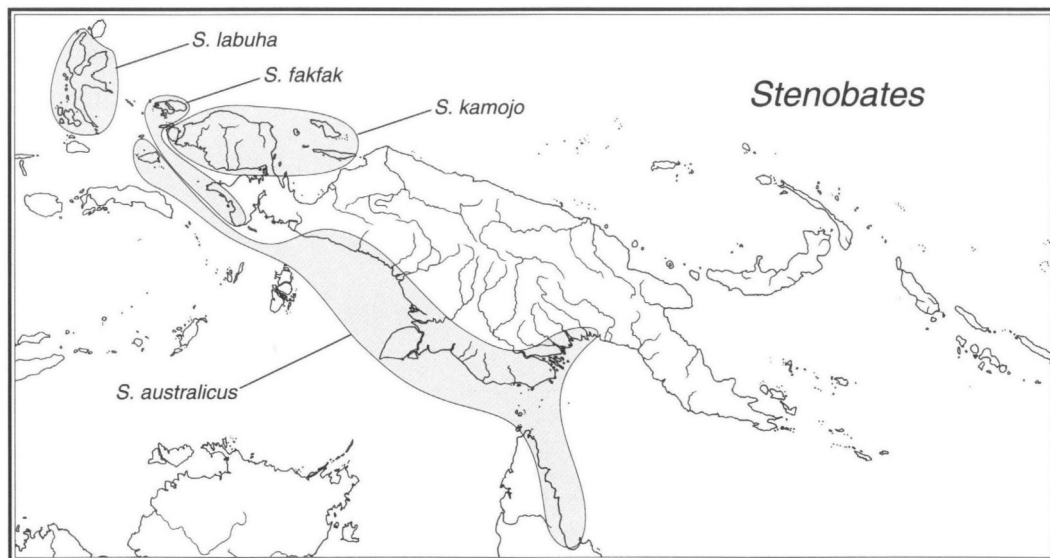 S. labuha
S. fakfak
S. kamojo
Stenobates
S. australicus